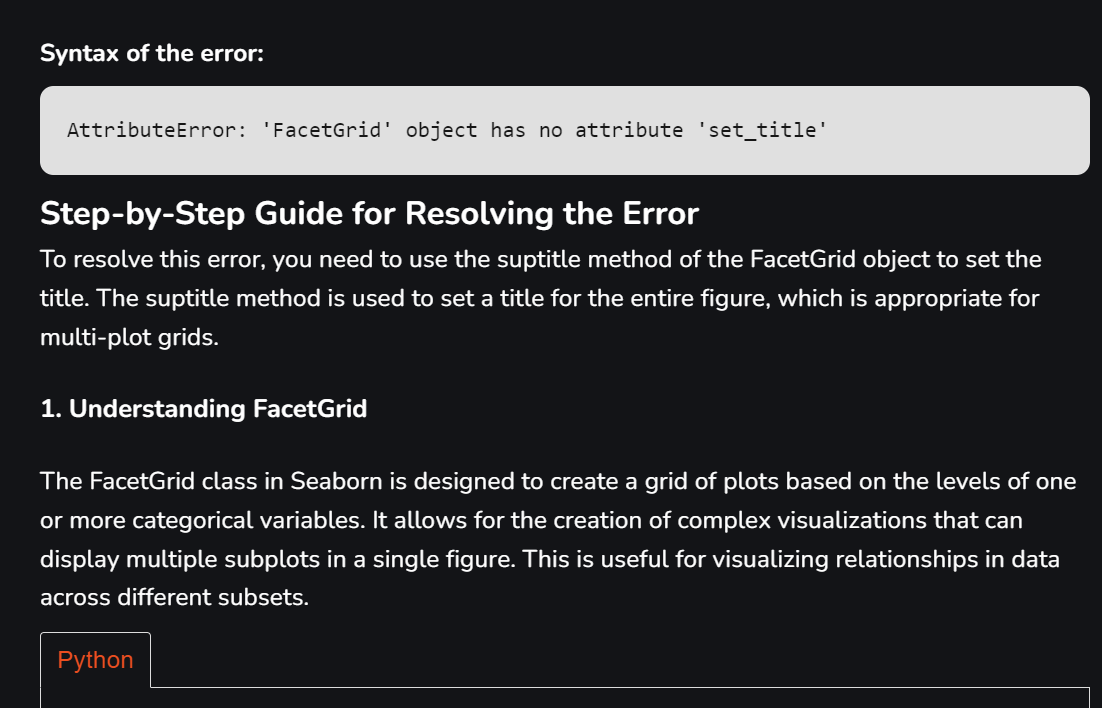 Syntax of the error:
AttributeError: 'FacetGrid' object has no attribute 'set_title'
Step-by-Step Guide for Resolving the Error
To resolve this error, you need to use the suptitle method of the FacetGrid object to set the
title. The suptitle method is used to set a title for the entire figure, which is appropriate for
multi-plot grids.
1. Understanding FacetGrid
The FacetGrid class in Seaborn is designed to create a grid of plots based on the levels of one
or more categorical variables. It allows for the creation of complex visualizations that can
display multiple subplots in a single figure. This is useful for visualizing relationships in data
across different subsets.
Python